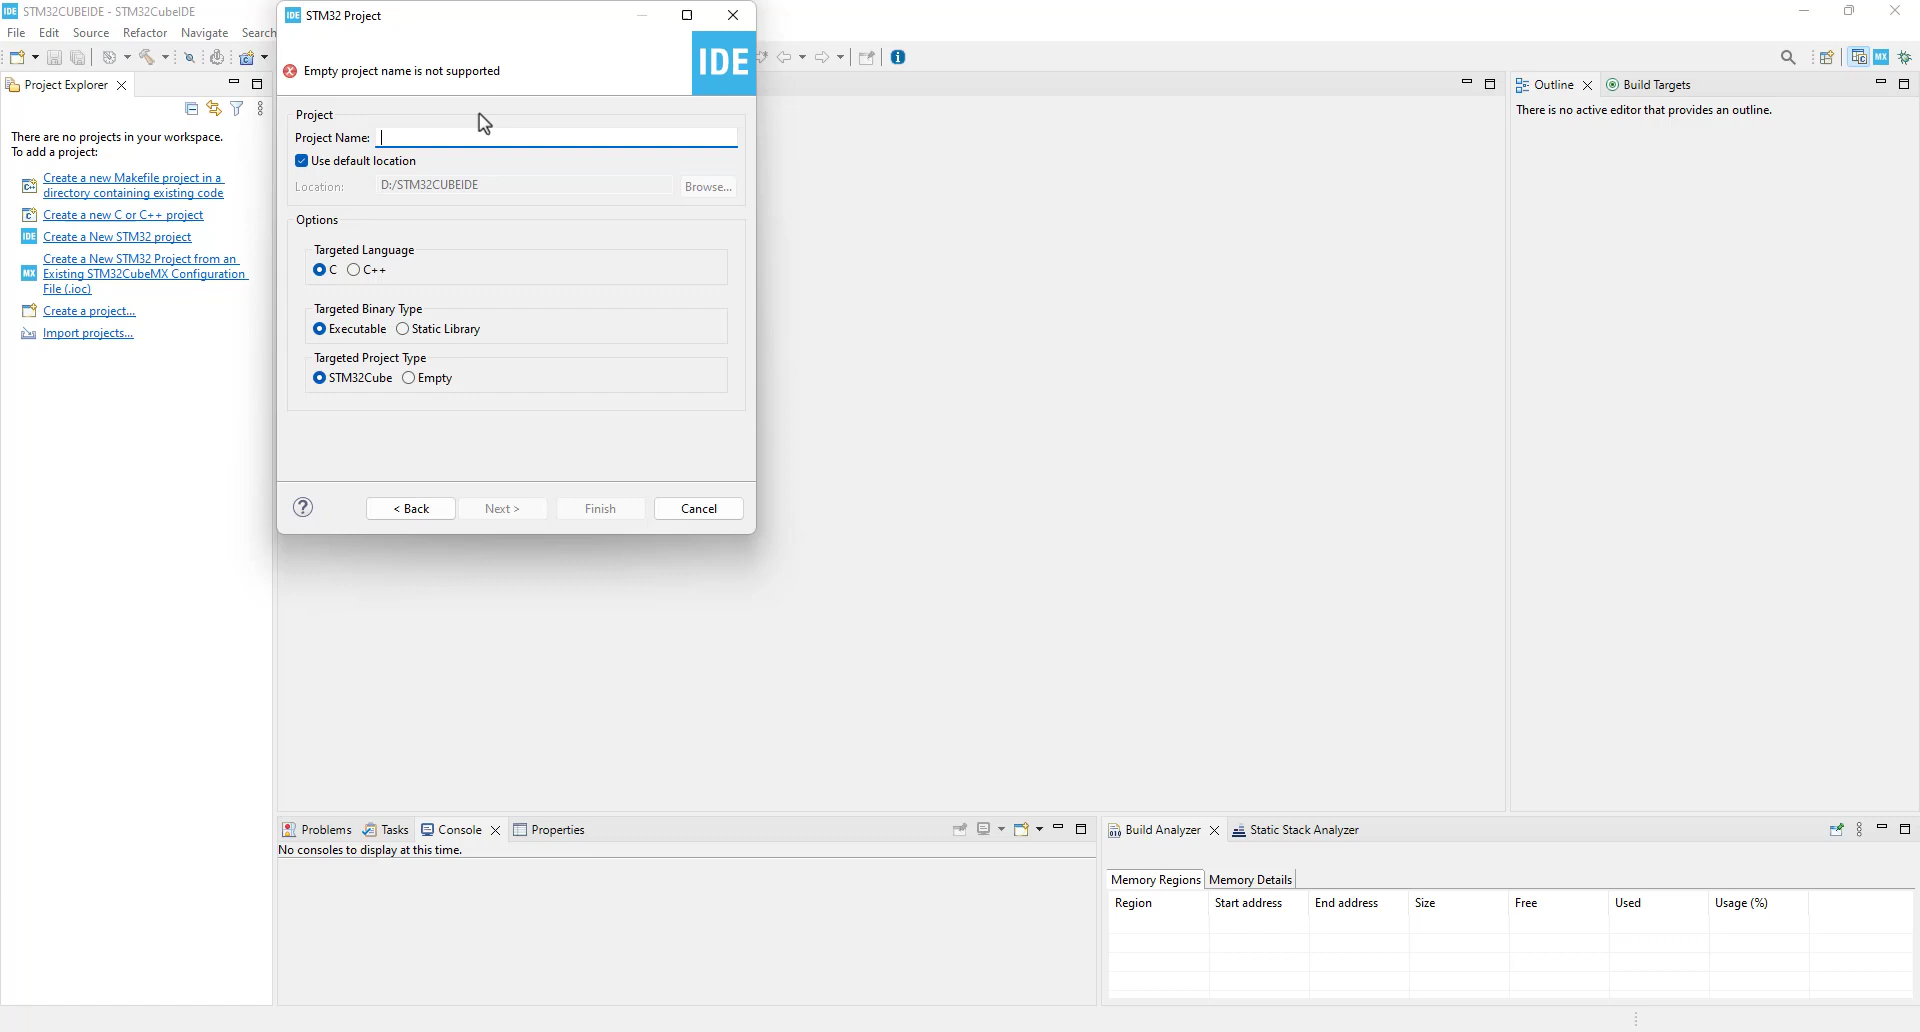 IDE STM32CUBEIDE - STM32CubeIDE
File Edit Source Refactor Navigate Search
Project Explorer
There are no projects in your workspace.
To add a project:
Create a new Makefile project in a
directory containing existing code
Create a new C or C++ project
IDE Create a New STM32 project
Create a New STM32 Project from an
MX Existing STM32CubeMX Configuration
File (.ioc)
Create a project...
Import projects...
IDE STM32 Project
Empty project name is not supported
IDE
Project
Project Name:
Use default location
Location: D:/STM32CUBEIDE Browse...
Options
Targeted Language
C C++
Targeted Binary Type
Executable Static Library
Targeted Project Type
STM32Cube Empty
? < Back Next > Finish Cancel
MX
Outline Build Targets
There is no active editor that provides an outline.
Problems Tasks Console Properties
No consoles to display at this time.
Build Analyzer Static Stack Analyzer
Memory Regions Memory Details
Region Start address End address Size Free Used Usage (%)